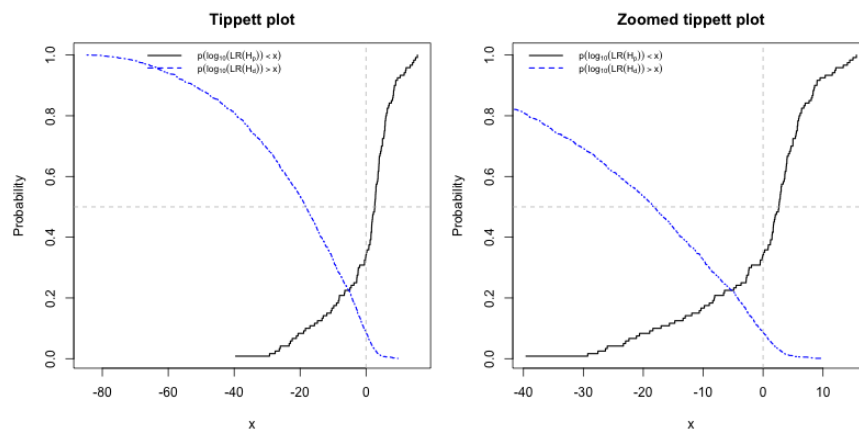 Tippett plot
p(log10(LR(Hp)) < x)
p(log10(LR(Hd)) > x)
Probability
1.0
0.8
0.6
0.4
0.2
0.0
-80 -60 -40 -20 0
x
Zoomed tippett plot
p(log10(LR(Hp)) < x)
p(log10(LR(Hd)) > x)
Probability
1.0
0.8
0.6
0.4
0.2
0.0
-40 -30 -20 -10 0 10
x